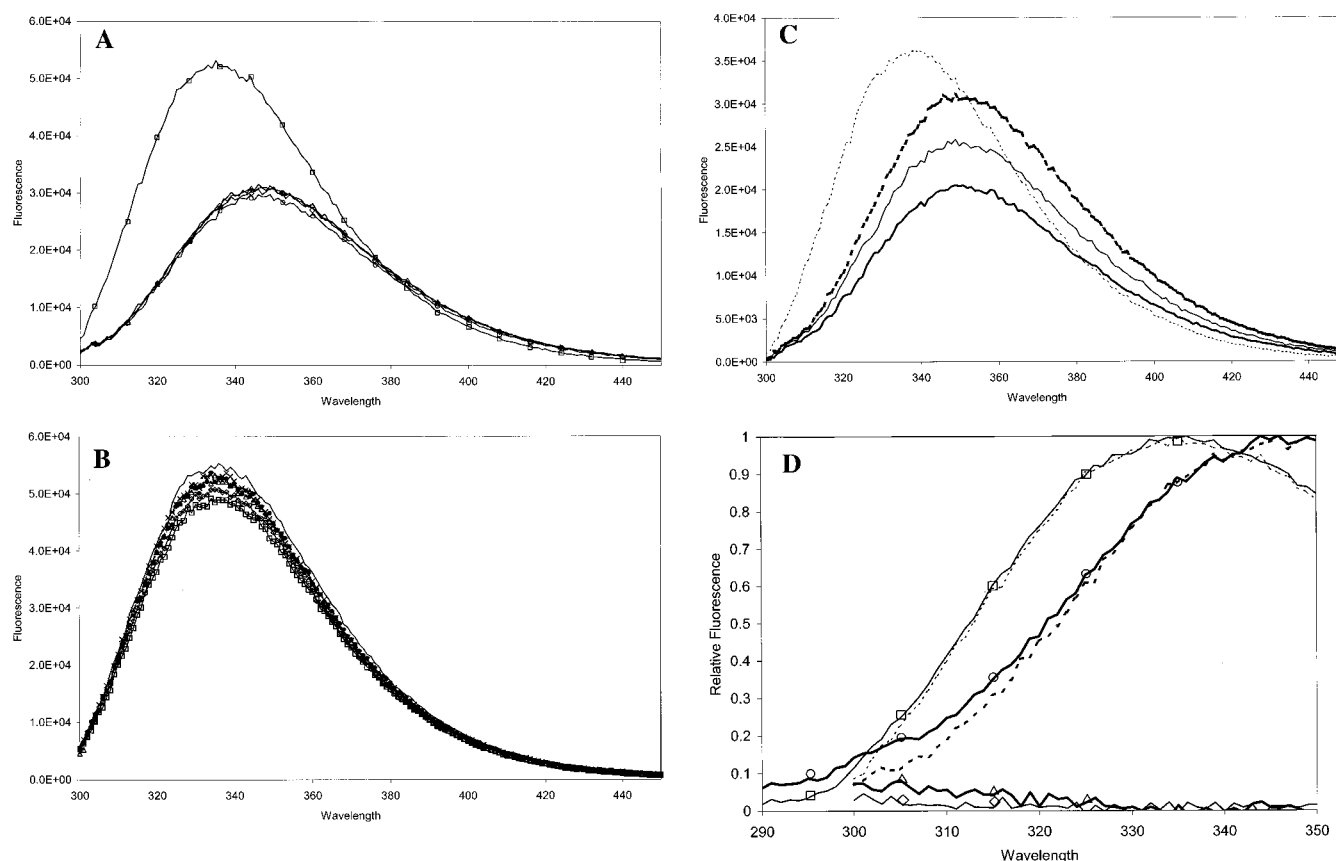 A
6.0E+04
5.0E+04
4.0E+04
3.0E+04
2.0E+04
1.0E+04
0.0E+00
Fluorescence
300 320 340 360 380 400 420 440
Wavelength
C
4.0E+04
3.5E+04
3.0E+04
2.5E+04
2.0E+04
1.5E+04
1.0E+04
5.0E+03
0.0E+00
Fluorescence
300 320 340 360 380 400 420 440
Wavelength
B
6.0E+04
5.0E+04
4.0E+04
3.0E+04
2.0E+04
1.0E+04
0.0E+00
Fluorescence
300 320 340 360 380 400 420 440
Wavelength
D
1
0.9
0.8
0.7
0.6
0.5
0.4
0.3
0.2
0.1
0
Relative Fluorescence
290 300 310 320 330 340 350
Wavelength